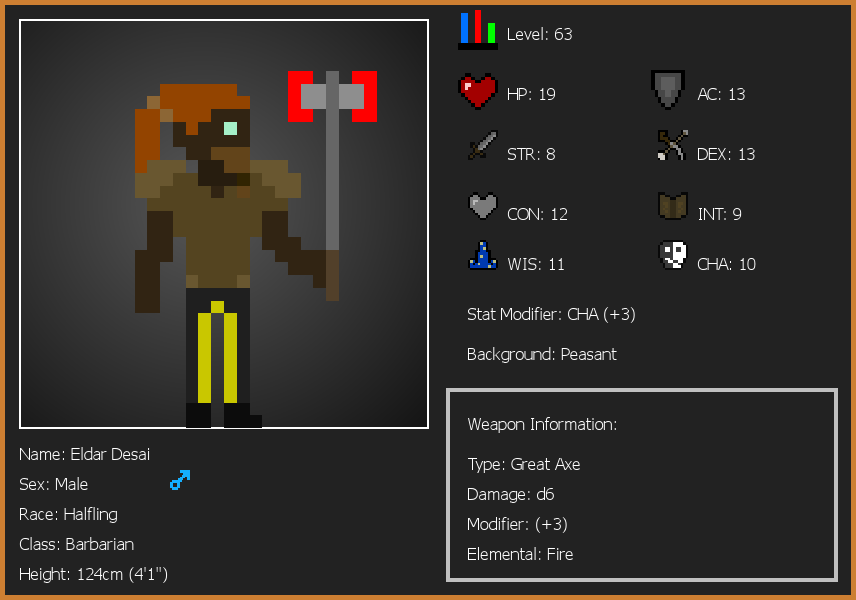 Level: 63
HP: 19
AC: 13
STR: 8
DEX: 13
CON: 12
INT: 9
WIS: 11
CHA: 10
Stat Modifier: CHA (+3)
Background: Peasant
Weapon Information:
Type: Great Axe
Damage: d6
Modifier: (+3)
Elemental: Fire
Name: Eldar Desai
Sex: Male
Race: Halfling
Class: Barbarian
Height: 124cm (4'1")